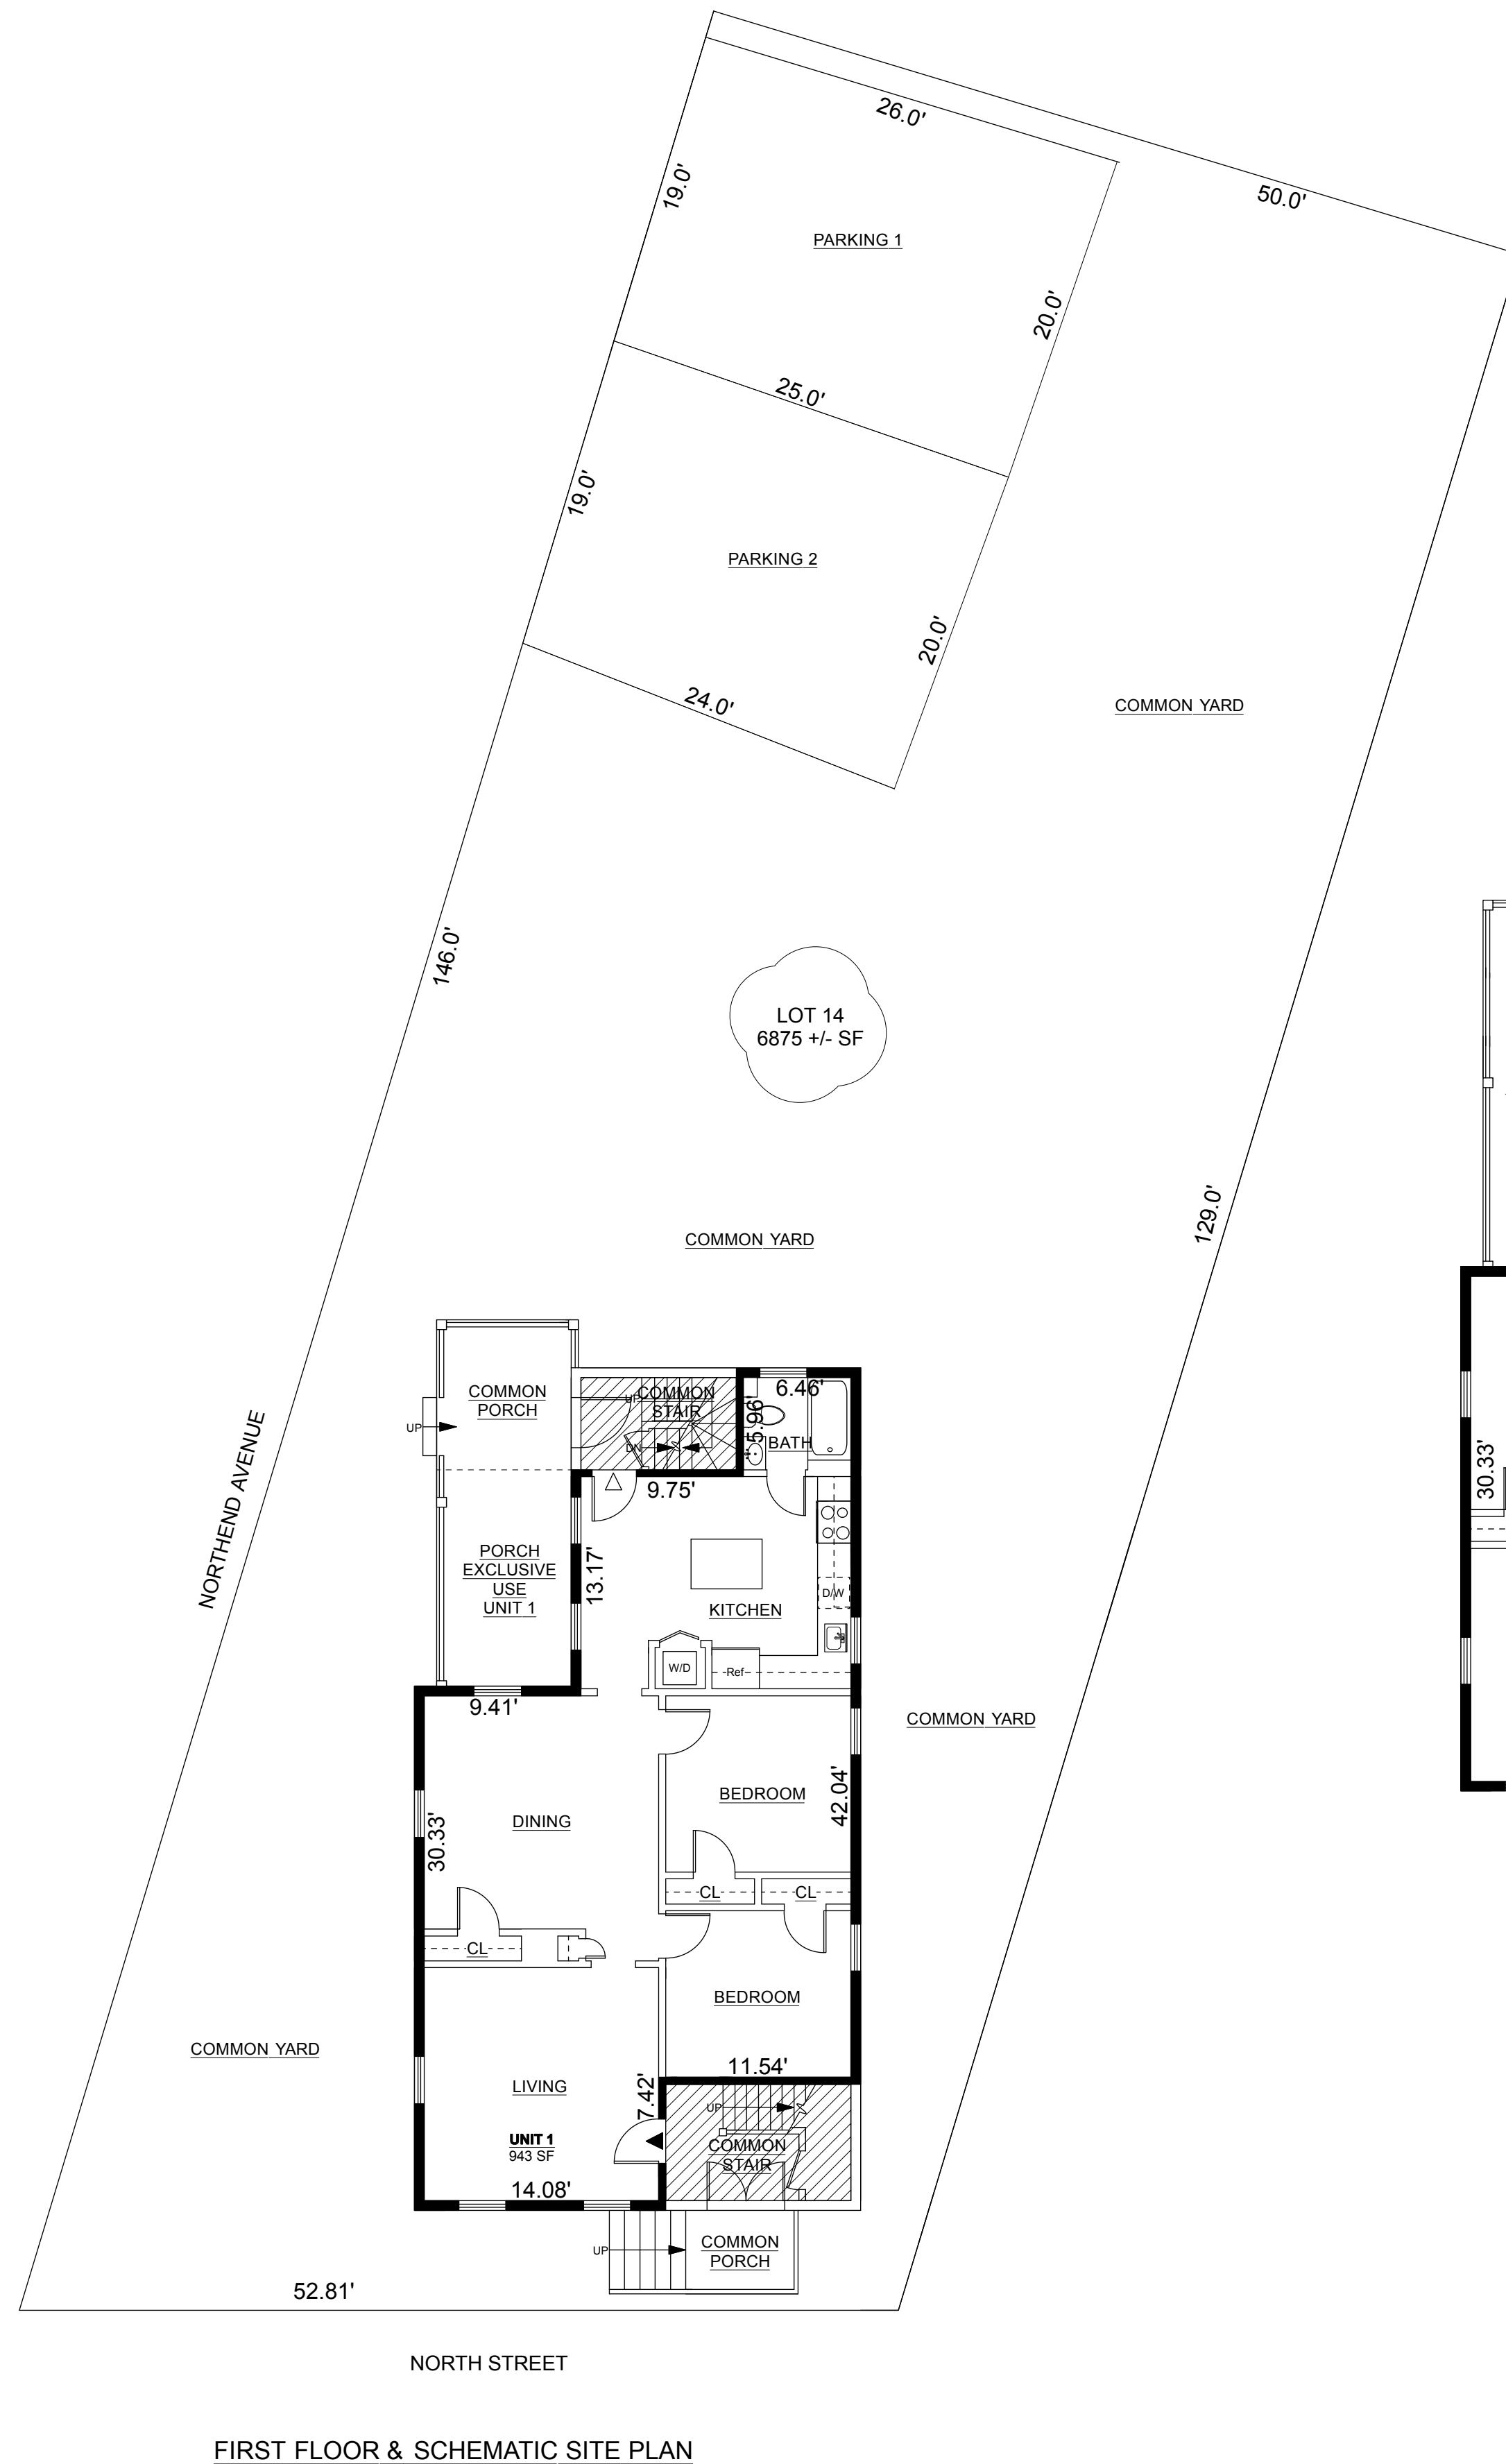 26.0'
50.0'
19.0'
PARKING 1
20.0'
25.0'
19.0'
PARKING 2
20.0'
24.0'
COMMON YARD
146.0'
LOT 14
6875 +/- SF
129.0'
COMMON YARD
NORTHEND AVENUE
COMMON
PORCH
UP
UP
COMMON
STAIR
DN
6.46'
5.96'
BATH
9.75'
30.33'
PORCH
EXCLUSIVE
USE
UNIT 1
13.17'
KITCHEN
D/W
W/D
Ref
9.41'
COMMON YARD
BEDROOM
42.04'
DINING
30.33'
CL
CL
CL
BEDROOM
COMMON YARD
11.54'
LIVING
7.42'
UP
UNIT 1
943 SF
COMMON
STAIR
14.08'
UP
COMMON
PORCH
52.81'
NORTH STREET
FIRST FLOOR & SCHEMATIC SITE PLAN